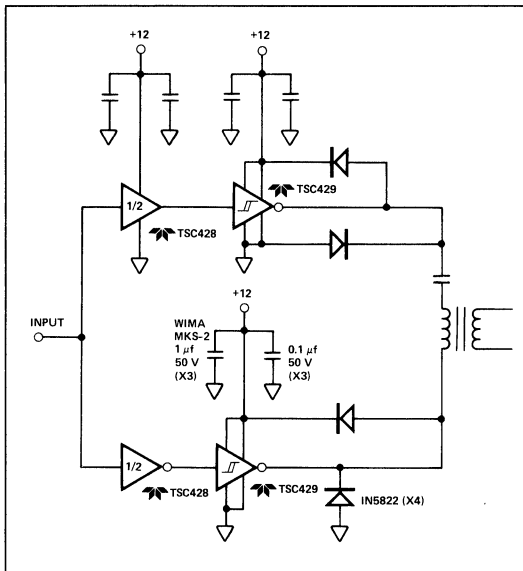 +12
+12
1/2
TSC428
TSC429
INPUT
+12
WIMA
MKS-2
1 µf
50 V
(X3)
0.1 µf
50 V
(X3)
1/2
TSC428
TSC429
IN5822 (X4)